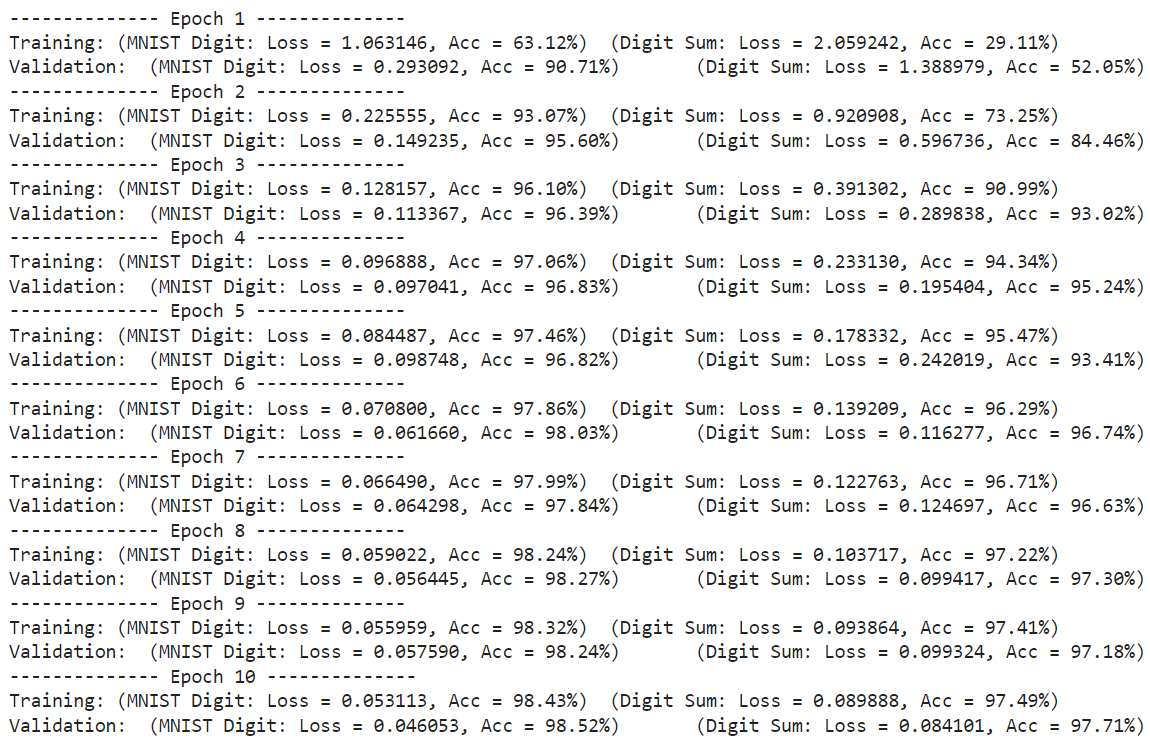 -------------- Epoch 1 --------------
Training: (MNIST Digit: Loss = 1.063146, Acc = 63.12%)  (Digit Sum: Loss = 2.059242, Acc = 29.11%)
Validation:  (MNIST Digit: Loss = 0.293092, Acc = 90.71%)       (Digit Sum: Loss = 1.388979, Acc = 52.05%)
-------------- Epoch 2 --------------
Training: (MNIST Digit: Loss = 0.225555, Acc = 93.07%)  (Digit Sum: Loss = 0.920908, Acc = 73.25%)
Validation:  (MNIST Digit: Loss = 0.149235, Acc = 95.60%)       (Digit Sum: Loss = 0.596736, Acc = 84.46%)
-------------- Epoch 3 --------------
Training: (MNIST Digit: Loss = 0.128157, Acc = 96.10%)  (Digit Sum: Loss = 0.391302, Acc = 90.99%)
Validation:  (MNIST Digit: Loss = 0.113367, Acc = 96.39%)       (Digit Sum: Loss = 0.289838, Acc = 93.02%)
-------------- Epoch 4 --------------
Training: (MNIST Digit: Loss = 0.096888, Acc = 97.06%)  (Digit Sum: Loss = 0.233130, Acc = 94.34%)
Validation:  (MNIST Digit: Loss = 0.097041, Acc = 96.83%)       (Digit Sum: Loss = 0.195404, Acc = 95.24%)
-------------- Epoch 5 --------------
Training: (MNIST Digit: Loss = 0.084487, Acc = 97.46%)  (Digit Sum: Loss = 0.178332, Acc = 95.47%)
Validation:  (MNIST Digit: Loss = 0.098748, Acc = 96.82%)       (Digit Sum: Loss = 0.242019, Acc = 93.41%)
-------------- Epoch 6 --------------
Training: (MNIST Digit: Loss = 0.070800, Acc = 97.86%)  (Digit Sum: Loss = 0.139209, Acc = 96.29%)
Validation:  (MNIST Digit: Loss = 0.061660, Acc = 98.03%)       (Digit Sum: Loss = 0.116277, Acc = 96.74%)
-------------- Epoch 7 --------------
Training: (MNIST Digit: Loss = 0.066490, Acc = 97.99%)  (Digit Sum: Loss = 0.122763, Acc = 96.71%)
Validation:  (MNIST Digit: Loss = 0.064298, Acc = 97.84%)       (Digit Sum: Loss = 0.124697, Acc = 96.63%)
-------------- Epoch 8 --------------
Training: (MNIST Digit: Loss = 0.059022, Acc = 98.24%)  (Digit Sum: Loss = 0.103717, Acc = 97.22%)
Validation:  (MNIST Digit: Loss = 0.056445, Acc = 98.27%)       (Digit Sum: Loss = 0.099417, Acc = 97.30%)
-------------- Epoch 9 --------------
Training: (MNIST Digit: Loss = 0.055959, Acc = 98.32%)  (Digit Sum: Loss = 0.093864, Acc = 97.41%)
Validation:  (MNIST Digit: Loss = 0.057590, Acc = 98.24%)       (Digit Sum: Loss = 0.099324, Acc = 97.18%)
-------------- Epoch 10 --------------
Training: (MNIST Digit: Loss = 0.053113, Acc = 98.43%)  (Digit Sum: Loss = 0.089888, Acc = 97.49%)
Validation:  (MNIST Digit: Loss = 0.046053, Acc = 98.52%)       (Digit Sum: Loss = 0.084101, Acc = 97.71%)